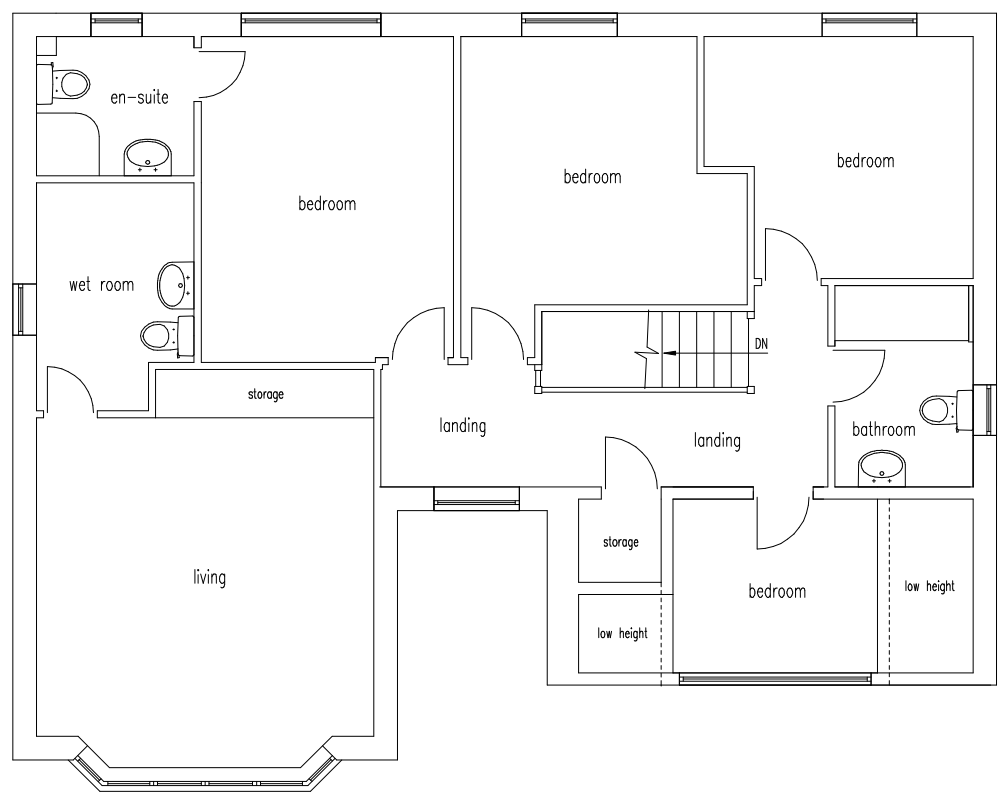 en-suite
bedroom
bedroom
bedroom
wet room
DN
storage
landing
landing
bathroom
storage
living
bedroom
low height
low height